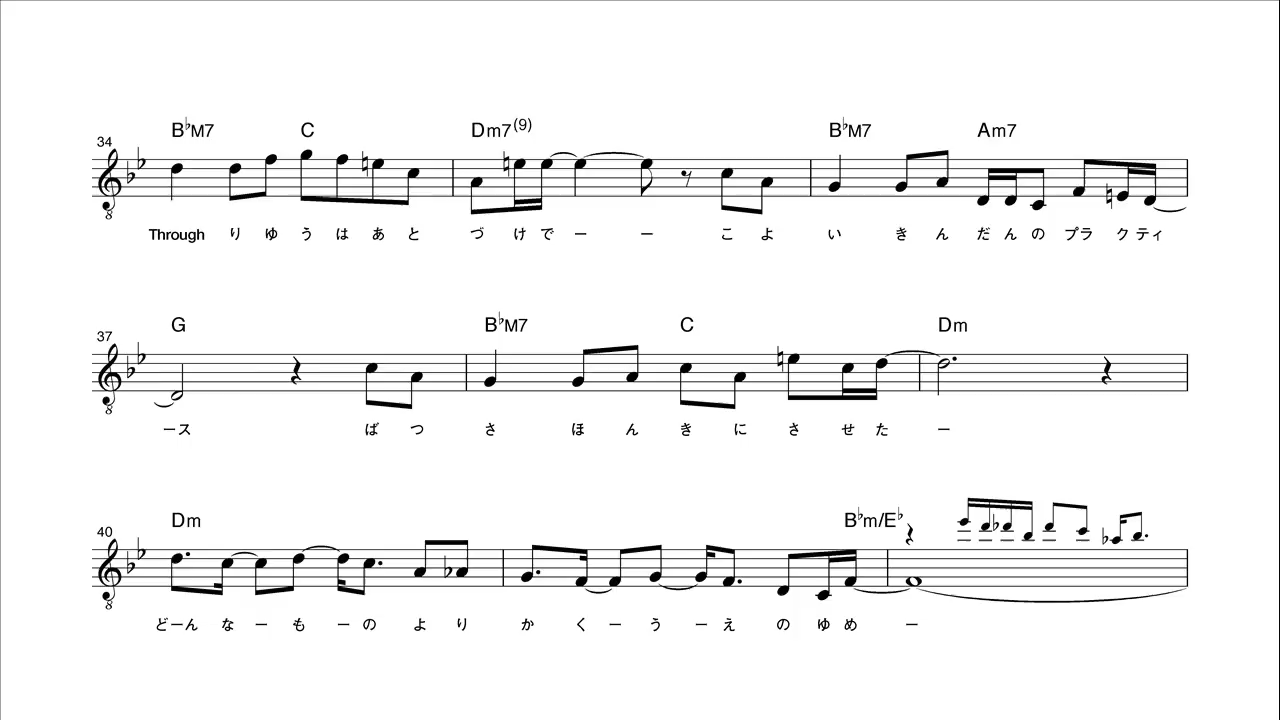 B♭M7 C Dm7(9) B♭M7 Am7
34
8
Through り ゆ う は あ と づ け で ー ー こ よ い き ん だ ん の プラ ク ティ
G B♭M7 C Dm
37
8
ース ば つ さ ほ ん き に さ せ た ー
Dm B♭m/E♭
40
8
どーん な ー も ー の よ り か く ー う ー え の ゆ め ー